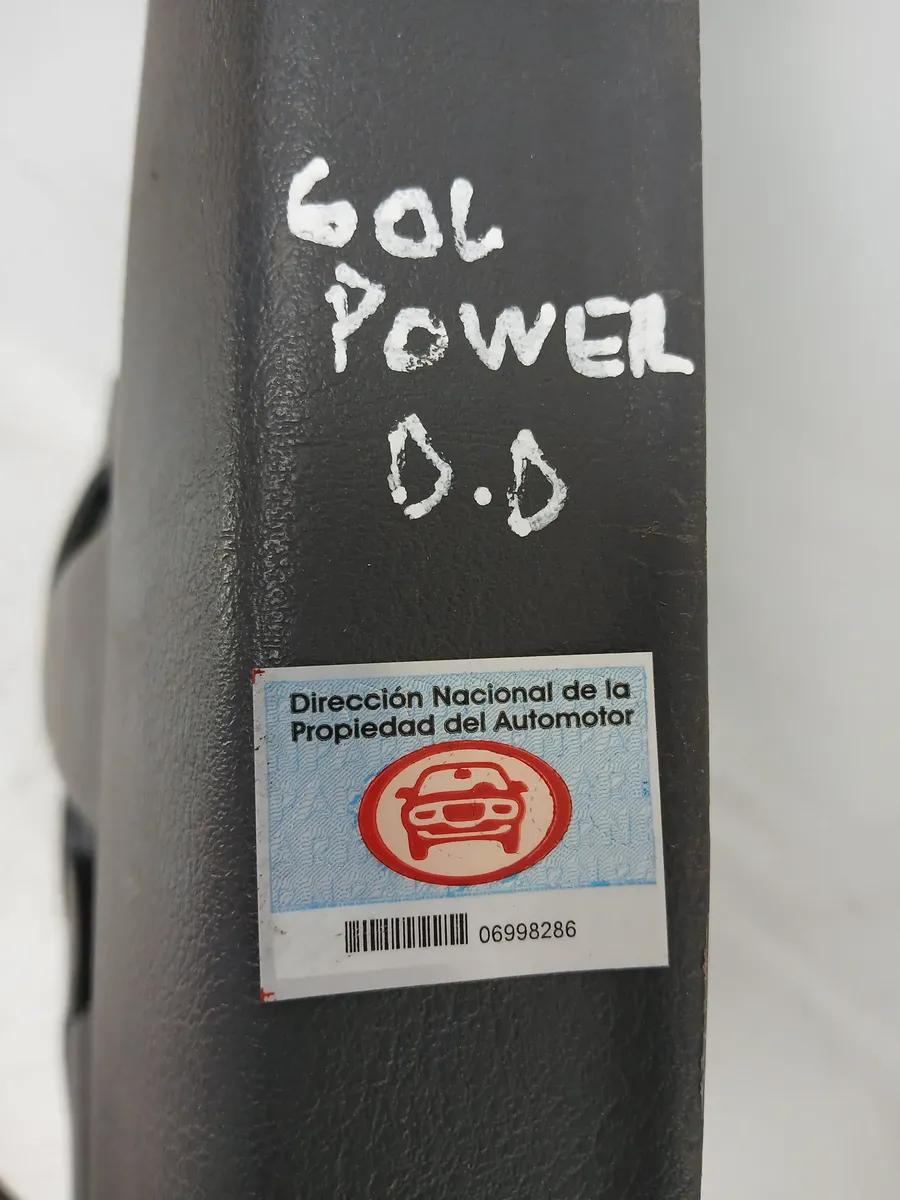 GOL
POWER
D.D
Dirección Nacional de la
Propiedad del Automotor
06998286